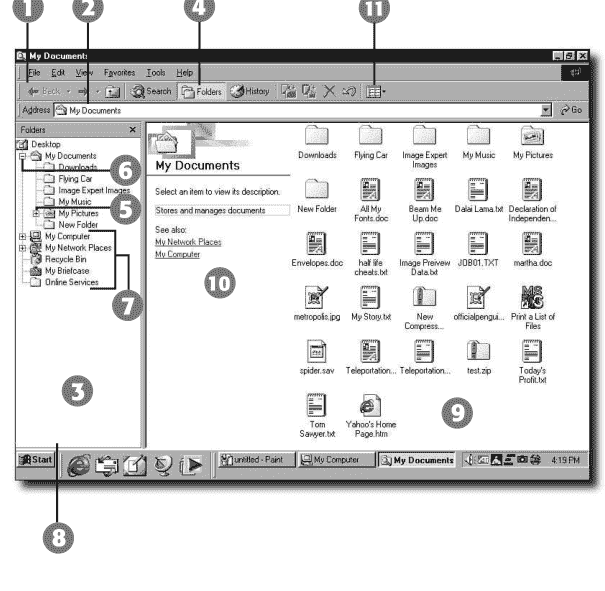 1 2 4 11
My Documents
File Edit View Favorites Tools Help
Back Search Folders History
Address My Documents Go
Folders ×
Desktop
My Documents
Downloads
Flying Car
Image Expert Images
My Music
My Pictures
New Folder
My Computer
My Network Places
Recycle Bin
My Briefcase
Online Services
6
5
7
3
8
My Documents
Select an item to view its description.
Stores and manages documents
See also:
My Network Places
My Computer
10
Downloads Flying Car Image Expert Images My Music My Pictures
New Folder All My Fonts.doc Beam Me Up.doc Dalai Lama.txt Declaration of Independen...
Envelopes.doc half life cheats.txt Image Preivew Data.txt JOB01.TXT martha.doc
metropolis.jpg My Story.txt New Compress... officialpengui... Print a List of Files
spider.sav Teleportation... Teleportation... test.zip Today's Profit.txt
Tom Sawyer.txt Yahoo's Home Page.htm
9
Start untitled - Paint My Computer My Documents 4:19 PM